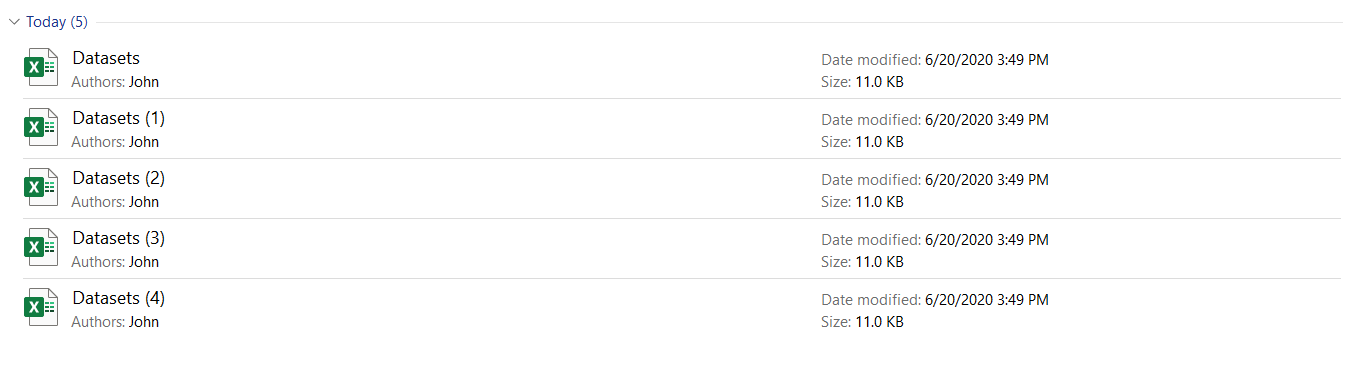 Today (5)
Datasets
Authors: John
Date modified: 6/20/2020 3:49 PM
Size: 11.0 KB
Datasets (1)
Authors: John
Date modified: 6/20/2020 3:49 PM
Size: 11.0 KB
Datasets (2)
Authors: John
Date modified: 6/20/2020 3:49 PM
Size: 11.0 KB
Datasets (3)
Authors: John
Date modified: 6/20/2020 3:49 PM
Size: 11.0 KB
Datasets (4)
Authors: John
Date modified: 6/20/2020 3:49 PM
Size: 11.0 KB